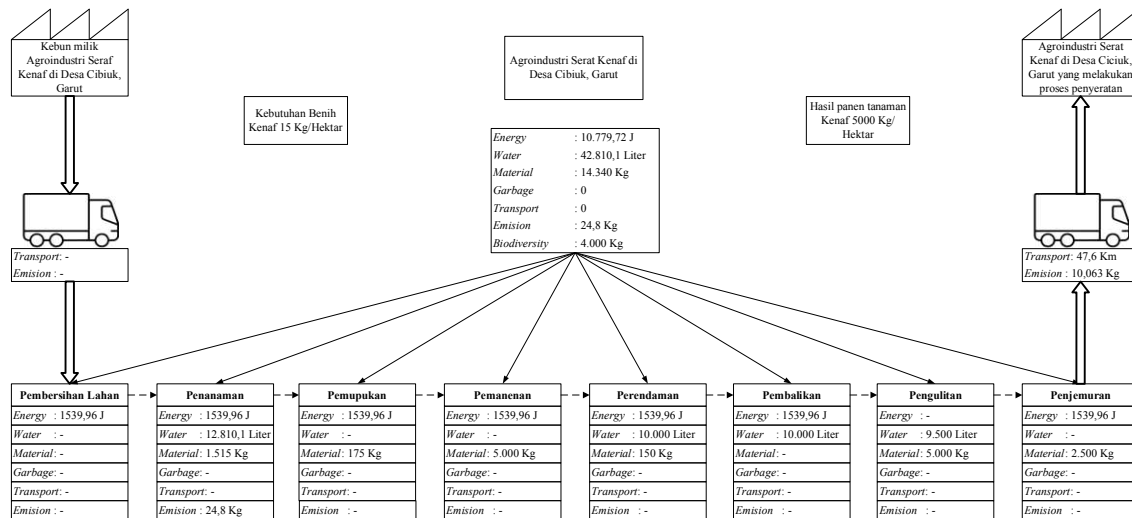 Kebun milik
Agroindustri Seraf
Kenaf di Desa Cibiuk,
Garut
Kebutuhan Benih
Kenaf 15 Kg/Hektar
Agroindustri Serat Kenaf di
Desa Cibiuk, Garut
Hasil panen tanaman
Kenaf 5000 Kg/
Hektar
Agroindustri Serat
Kenaf di Desa Ciciuk,
Garut yang melakukan
proses penyeratan
Energy : 10.779,72 J
Water : 42.810,1 Liter
Material : 14.340 Kg
Garbage : 0
Transport : 0
Emision : 24,8 Kg
Biodiversity : 4.000 Kg
Transport: -
Emision : -
Transport: 47,6 Km
Emision : 10,063 Kg
Pembersihan Lahan
Energy : 1539,96 J
Water : -
Material: -
Garbage: -
Transport: -
Emision : -
Penanaman
Energy : 1539,96 J
Water : 12.810,1 Liter
Material: 1.515 Kg
Garbage: -
Transport: -
Emision : 24,8 Kg
Pemupukan
Energy : 1539,96 J
Water : -
Material: 175 Kg
Garbage: -
Transport: -
Emision : -
Pemanenan
Energy : 1539,96 J
Water : -
Material: 5.000 Kg
Garbage: -
Transport: -
Emision : -
Perendaman
Energy : 1539,96 J
Water : 10.000 Liter
Material: 150 Kg
Garbage: -
Transport: -
Emision : -
Pembalikan
Energy : 1539,96 J
Water : 10.000 Liter
Material: -
Garbage: -
Transport: -
Emision : -
Pengulitan
Energy : -
Water : 9.500 Liter
Material: 5.000 Kg
Garbage: -
Transport: -
Emision : -
Penjemuran
Energy : 1539,96 J
Water : -
Material: 2.500 Kg
Garbage: -
Transport: -
Emision : -